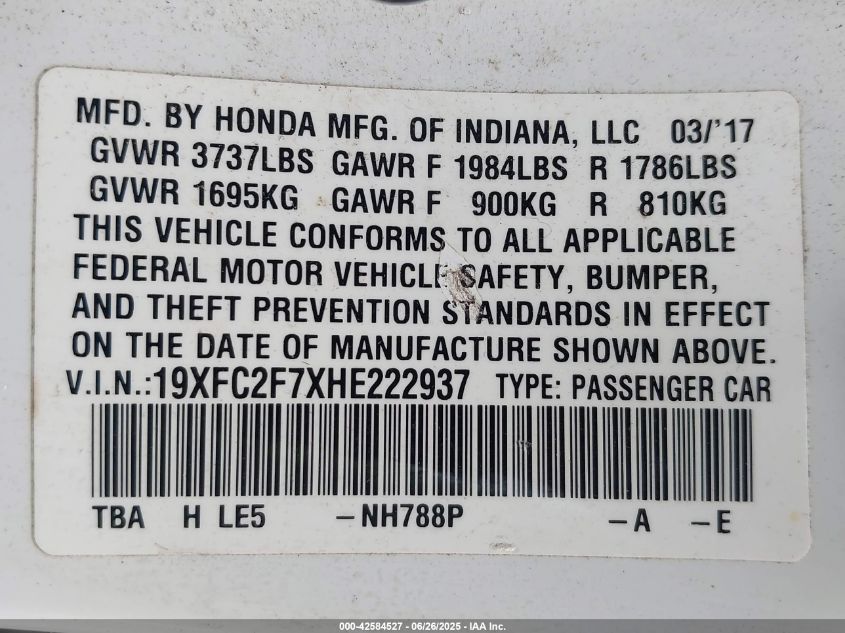 MFD. BY HONDA MFG. OF INDIANA, LLC 03/'17
GVWR 3737LBS GAWR F 1984LBS R 1786LBS
GVWR 1695KG GAWR F 900KG R 810KG
THIS VEHICLE CONFORMS TO ALL APPLICABLE
FEDERAL MOTOR VEHICLE SAFETY, BUMPER,
AND THEFT PREVENTION STANDARDS IN EFFECT
ON THE DATE OF MANUFACTURE SHOWN ABOVE.
V.I.N.:19XFC2F7XHE222937 TYPE: PASSENGER CAR
TBA H LE5 -NH788P -A -E
000-42584527 - 06/26/2025 - IAA Inc.